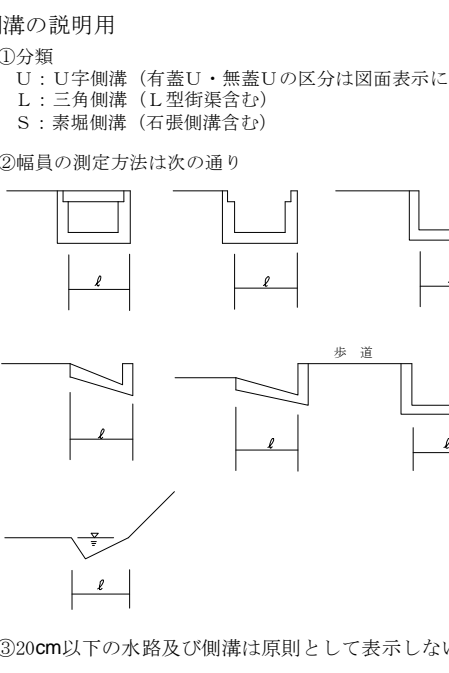 溝の説明用
①分類
U：U字側溝（有蓋U・無蓋Uの区分は図面表示に
L：三角側溝（L型街渠含む）
S：素堀側溝（石張側溝含む）
②幅員の測定方法は次の通り
ℓ
ℓ
歩 道
ℓ
ℓ
ℓ
ℓ
③20cm以下の水路及び側溝は原則として表示しない